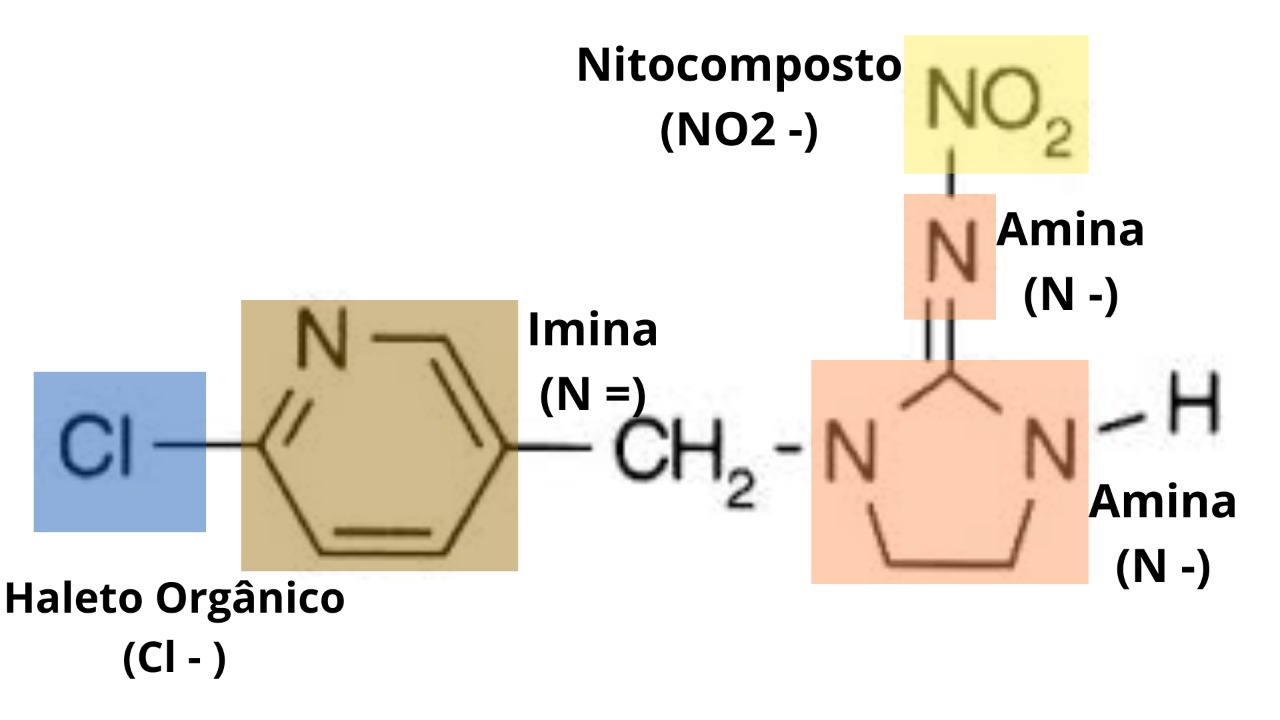 Nitocomposto
(NO2 -)
NO2
N
Amina
(N -)
N
Imina
(N =)
Cl
CH2
N
N
H
Amina
(N -)
Haleto Orgânico
(Cl - )